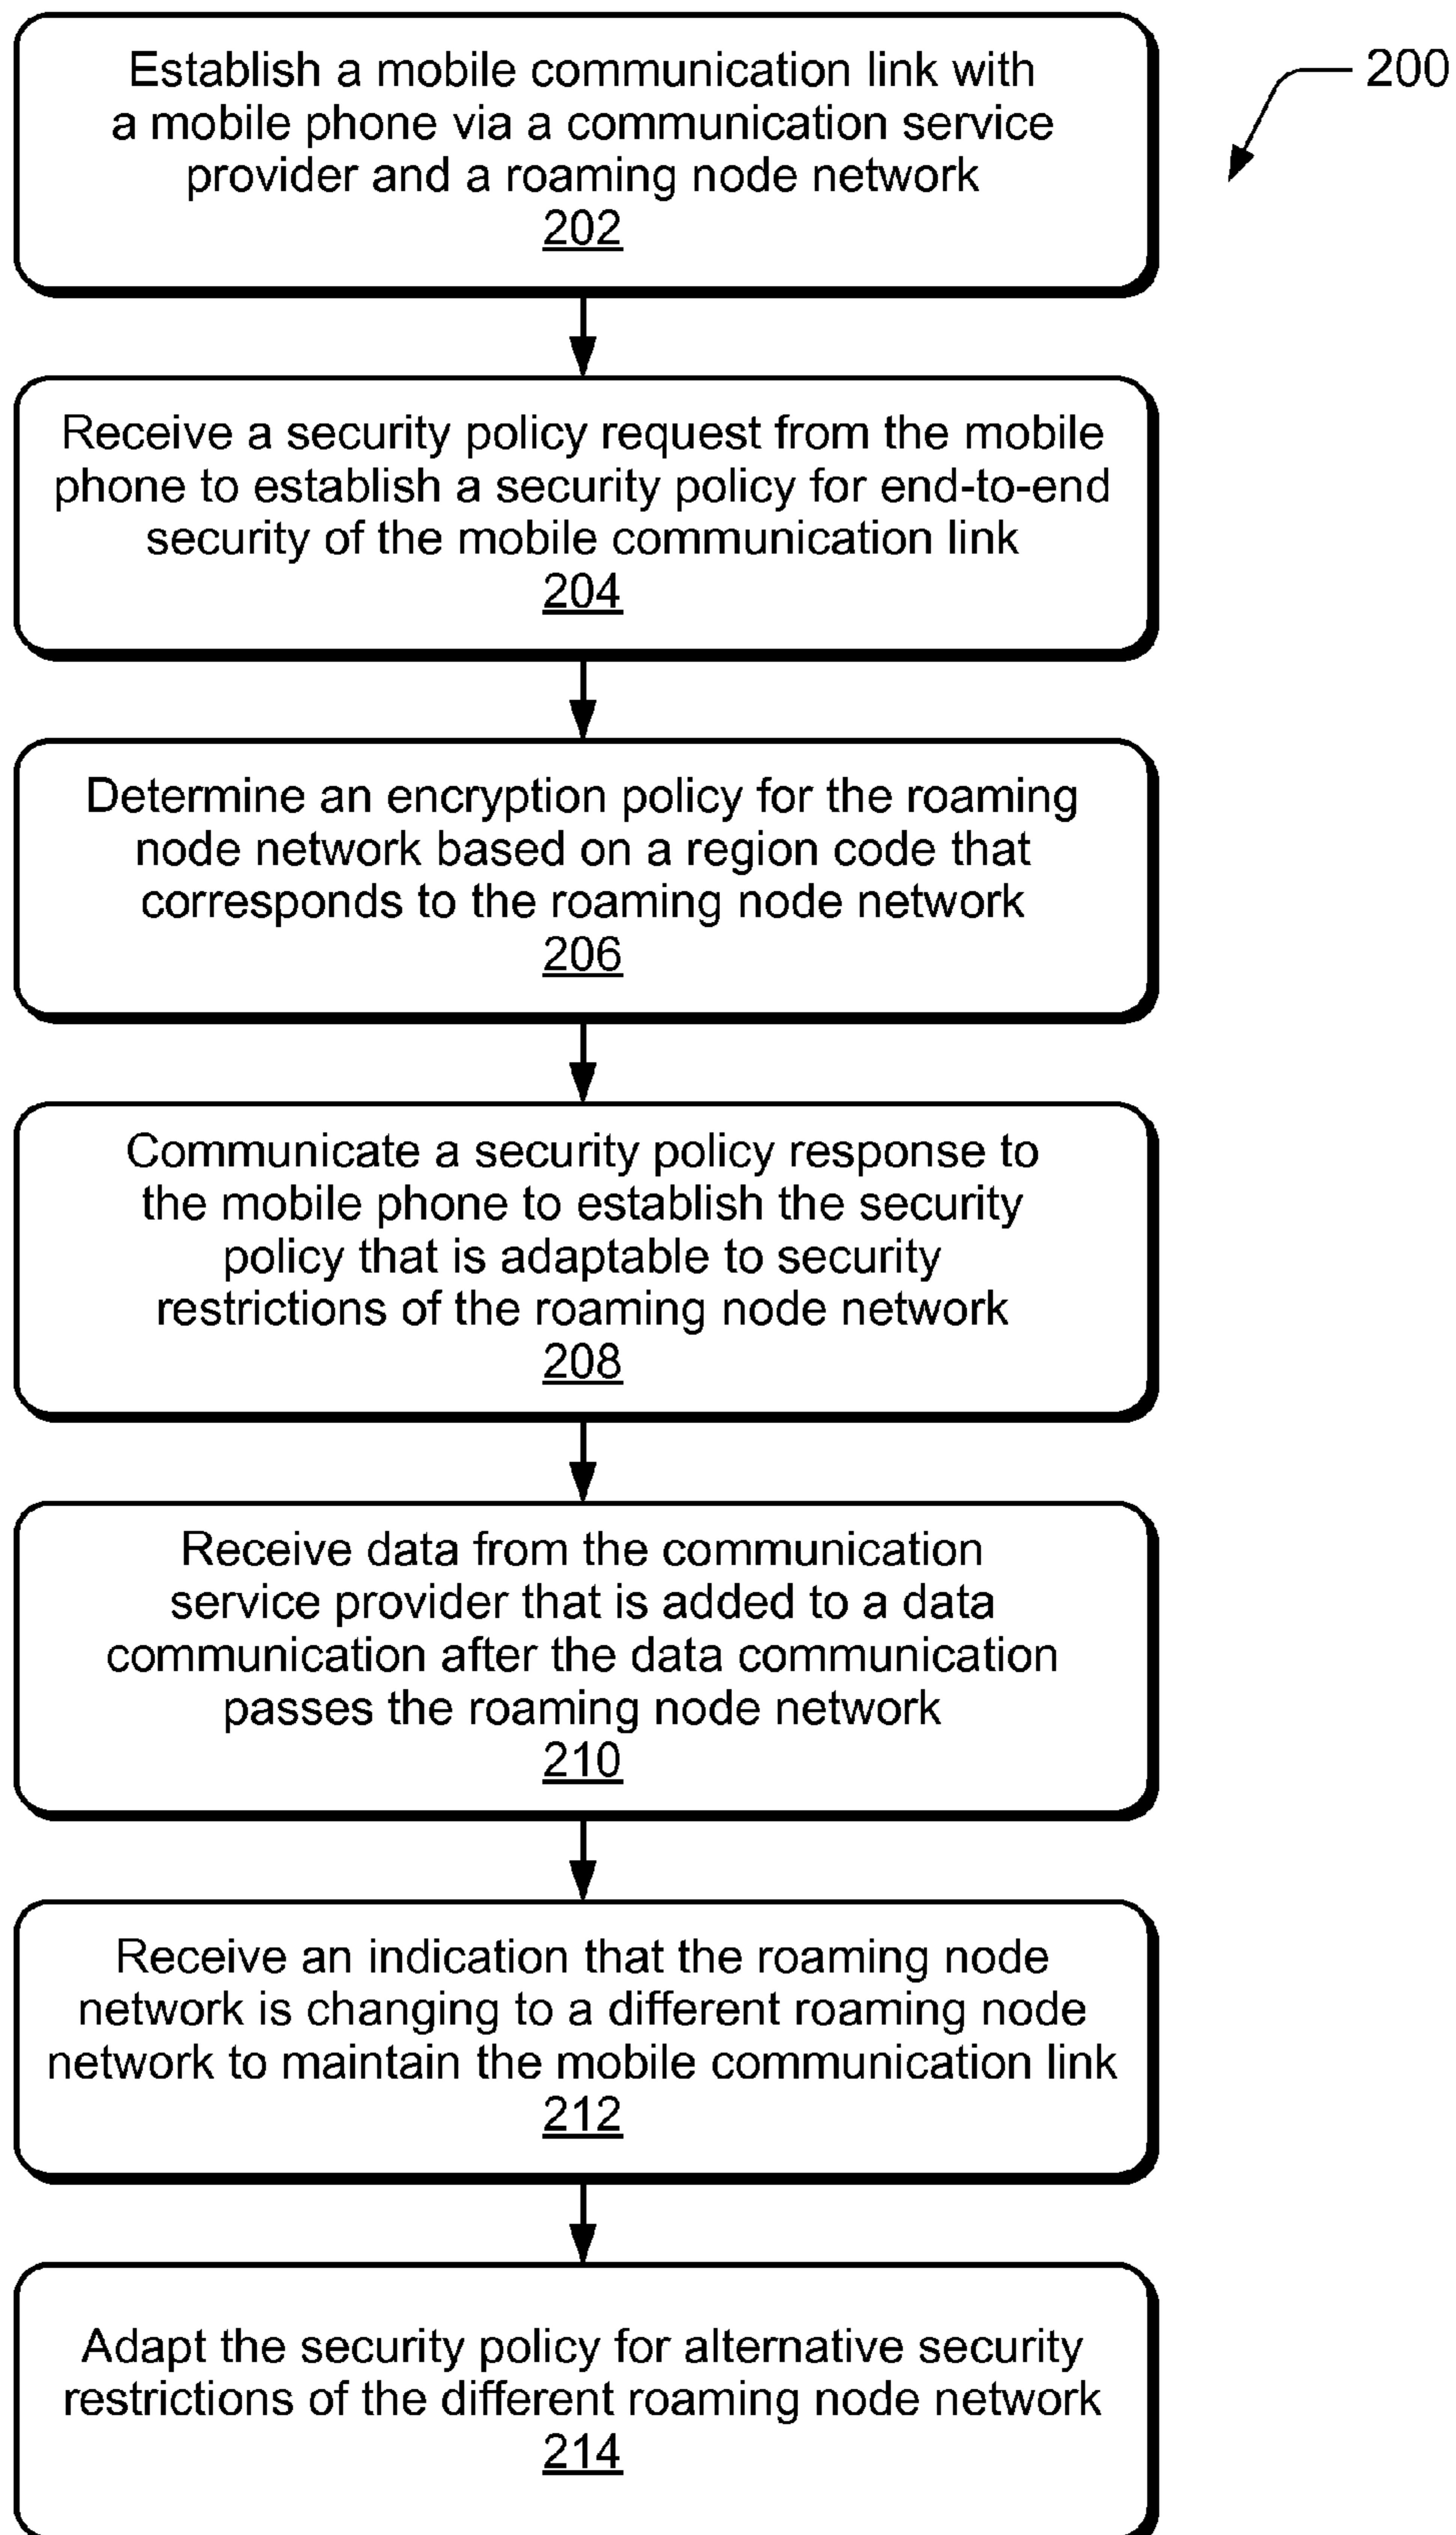 Establish a mobile communication link with
a mobile phone via a communication service
provider and a roaming node network
202
200
Receive a security policy request from the mobile
phone to establish a security policy for end-to-end
security of the mobile communication link
204
Determine an encryption policy for the roaming
node network based on a region code that
corresponds to the roaming node network
206
Communicate a security policy response to
the mobile phone to establish the security
policy that is adaptable to security
restrictions of the roaming node network
208
Receive data from the communication
service provider that is added to a data
communication after the data communication
passes the roaming node network
210
Receive an indication that the roaming node
network is changing to a different roaming node
network to maintain the mobile communication link
212
Adapt the security policy for alternative security
restrictions of the different roaming node network
214